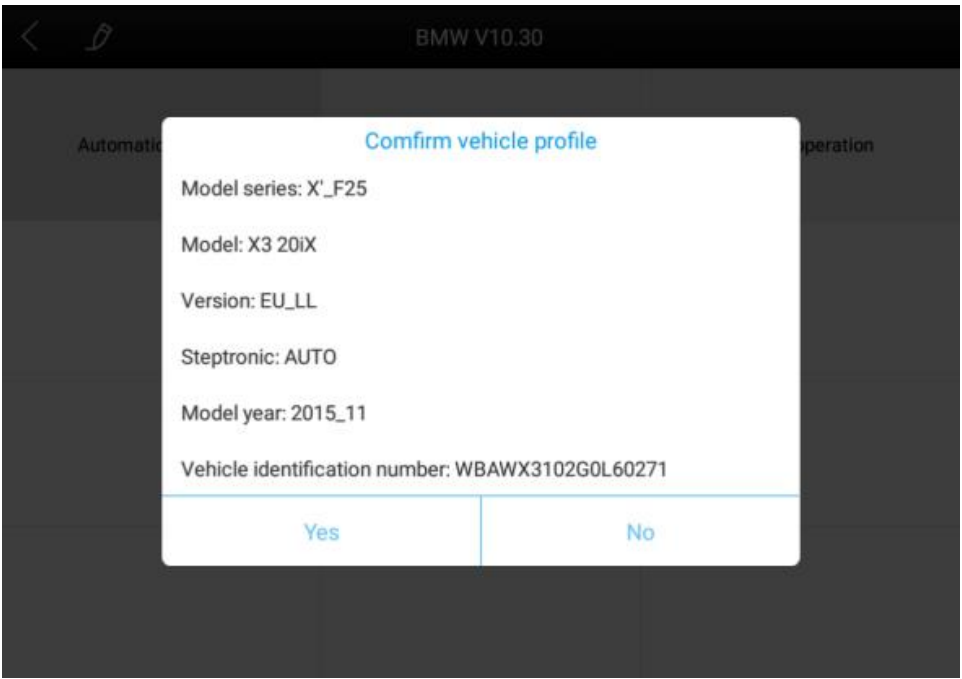 BMW V10.30
Comfirm vehicle profile
Automatic
operation
Model series: X'_F25
Model: X3 20iX
Version: EU_LL
Steptronic: AUTO
Model year: 2015_11
Vehicle identification number: WBAWX3102G0L60271
Yes
No